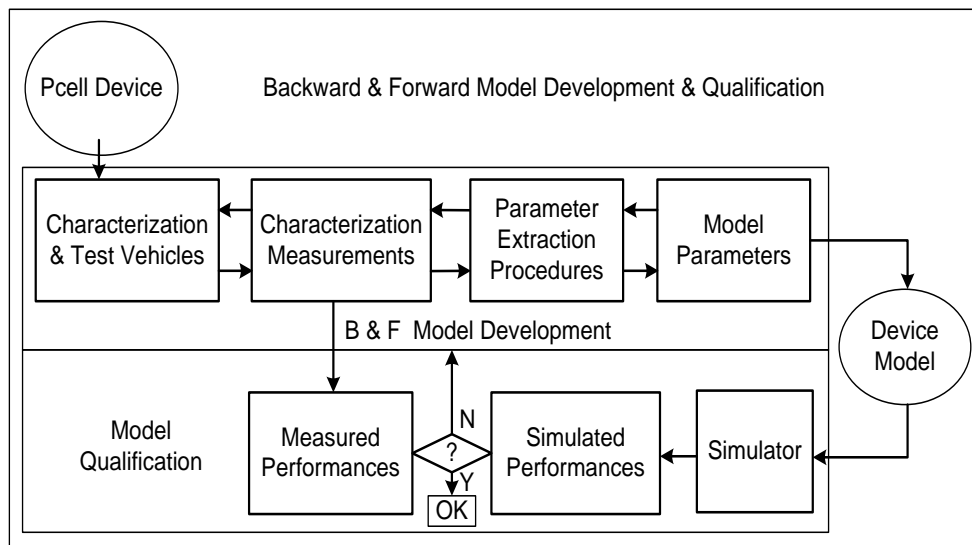 Pcell Device
Backward & Forward Model Development & Qualification
Characterization
& Test Vehicles
Characterization
Measurements
Parameter
Extraction
Procedures
Model
Parameters
B & F Model Development
Device
Model
Model
Qualification
Measured
Performances
N
?
Y
OK
Simulated
Performances
Simulator